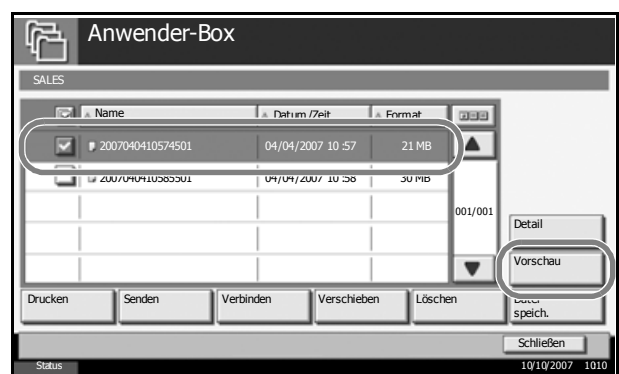 Anwender-Box
SALES
Name Datum /Zeit Format
2007040410574501 04/04/2007 10:57 21 MB
2007040410585501 04/04/2007 10:58 30 MB
001/001
Detail
Vorschau
Drucken Senden Verbinden Verschieben Löschen Datei
speich.
Schließen
Status 10/10/2007 1010